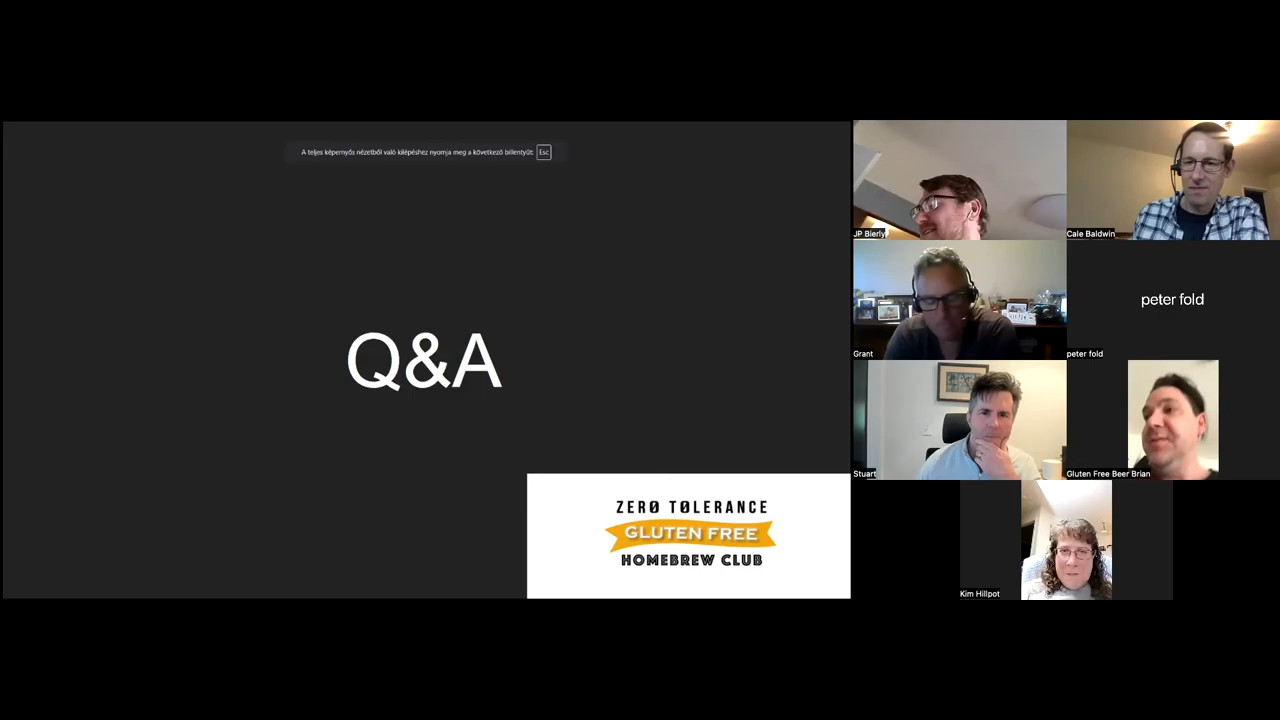 A teljes képernyős nézetből való kilépéshez nyomja meg a következő billentyűt: Esc
Q&A
ZERØ TØLERANCE
GLUTEN FREE
HOMEBREW CLUB
JP Bierly
Cale Baldwin
Grant
peter fold
peter fold
Stuart
Gluten Free Beer Brian
Kim Hillpot